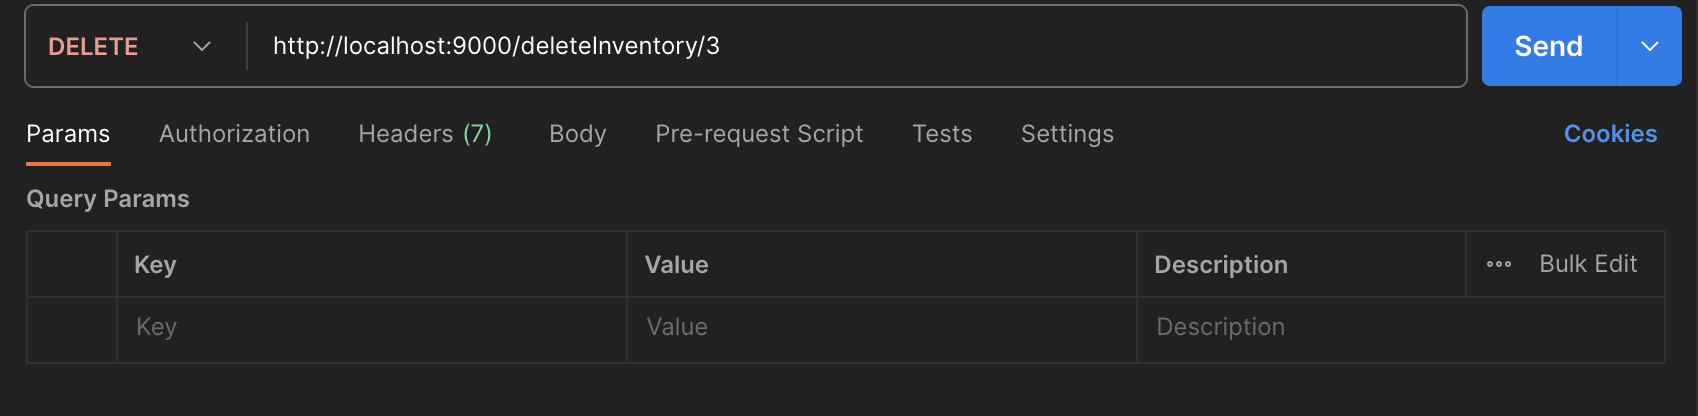 DELETE http://localhost:9000/deleteInventory/3 Send
Params Authorization Headers (7) Body Pre-request Script Tests Settings Cookies
Query Params
Key Value Description ••• Bulk Edit
Key Value Description